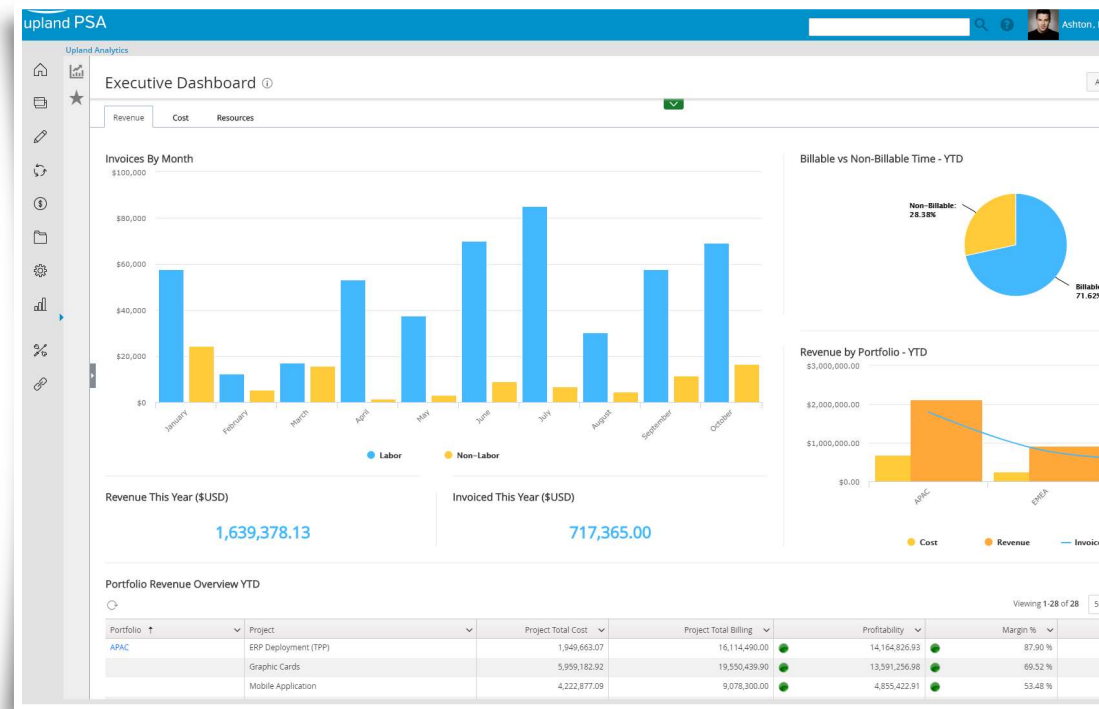 upland PSA
Ashton,
Upland Analytics
Executive Dashboard
A
Revenue Cost Resources
Invoices By Month
$100,000
$80,000
$60,000
$40,000
$20,000
$0
January February March April May June July August September October
Labor Non-Labor
Billable vs Non-Billable Time - YTD
Non-Billable:
28.38%
Billable
71.62%
Revenue by Portfolio - YTD
$3,000,000.00
$2,000,000.00
$1,000,000.00
$0.00
APAC EMEA
Cost Revenue Invoice
Revenue This Year ($USD)
1,639,378.13
Invoiced This Year ($USD)
717,365.00
Portfolio Revenue Overview YTD
Viewing 1-28 of 28 5
Portfolio Project Project Total Cost Project Total Billing Profitability Margin %
APAC ERP Deployment (TPP) 1,949,663.07 16,114,490.00 14,164,826.93 87.90 %
Graphic Cards 5,959,182.92 19,550,439.90 13,591,256.98 69.52 %
Mobile Application 4,222,877.09 9,078,300.00 4,855,422.91 53.48 %